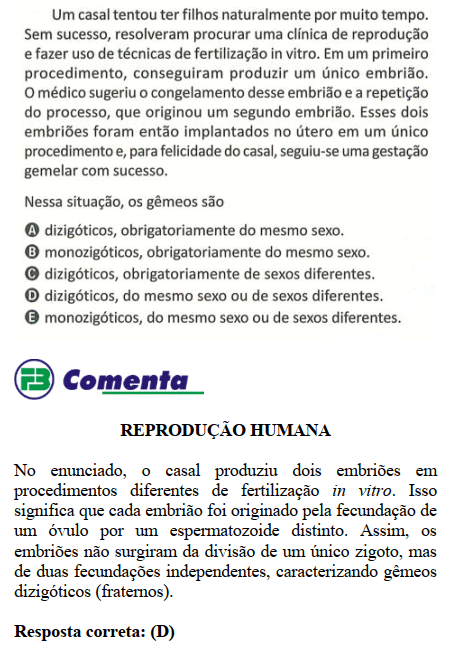 Um casal tentou ter filhos naturalmente por muito tempo.
Sem sucesso, resolveram procurar uma clínica de reprodução
e fazer uso de técnicas de fertilização in vitro. Em um primeiro
procedimento, conseguiram produzir um único embrião.
O médico sugeriu o congelamento desse embrião e a repetição
do processo, que originou um segundo embrião. Esses dois
embriões foram então implantados no útero em um único
procedimento e, para felicidade do casal, seguiu-se uma gestação
gemelar com sucesso.
Nessa situação, os gêmeos são
A dizigóticos, obrigatoriamente do mesmo sexo.
B monozigóticos, obrigatoriamente do mesmo sexo.
C dizigóticos, obrigatoriamente de sexos diferentes.
D dizigóticos, do mesmo sexo ou de sexos diferentes.
E monozigóticos, do mesmo sexo ou de sexos diferentes.
FB Comenta
REPRODUÇÃO HUMANA
No enunciado, o casal produziu dois embriões em
procedimentos diferentes de fertilização in vitro. Isso
significa que cada embrião foi originado pela fecundação de
um óvulo por um espermatozoide distinto. Assim, os
embriões não surgiram da divisão de um único zigoto, mas
de duas fecundações independentes, caracterizando gêmeos
dizigóticos (fraternos).
Resposta correta: (D)